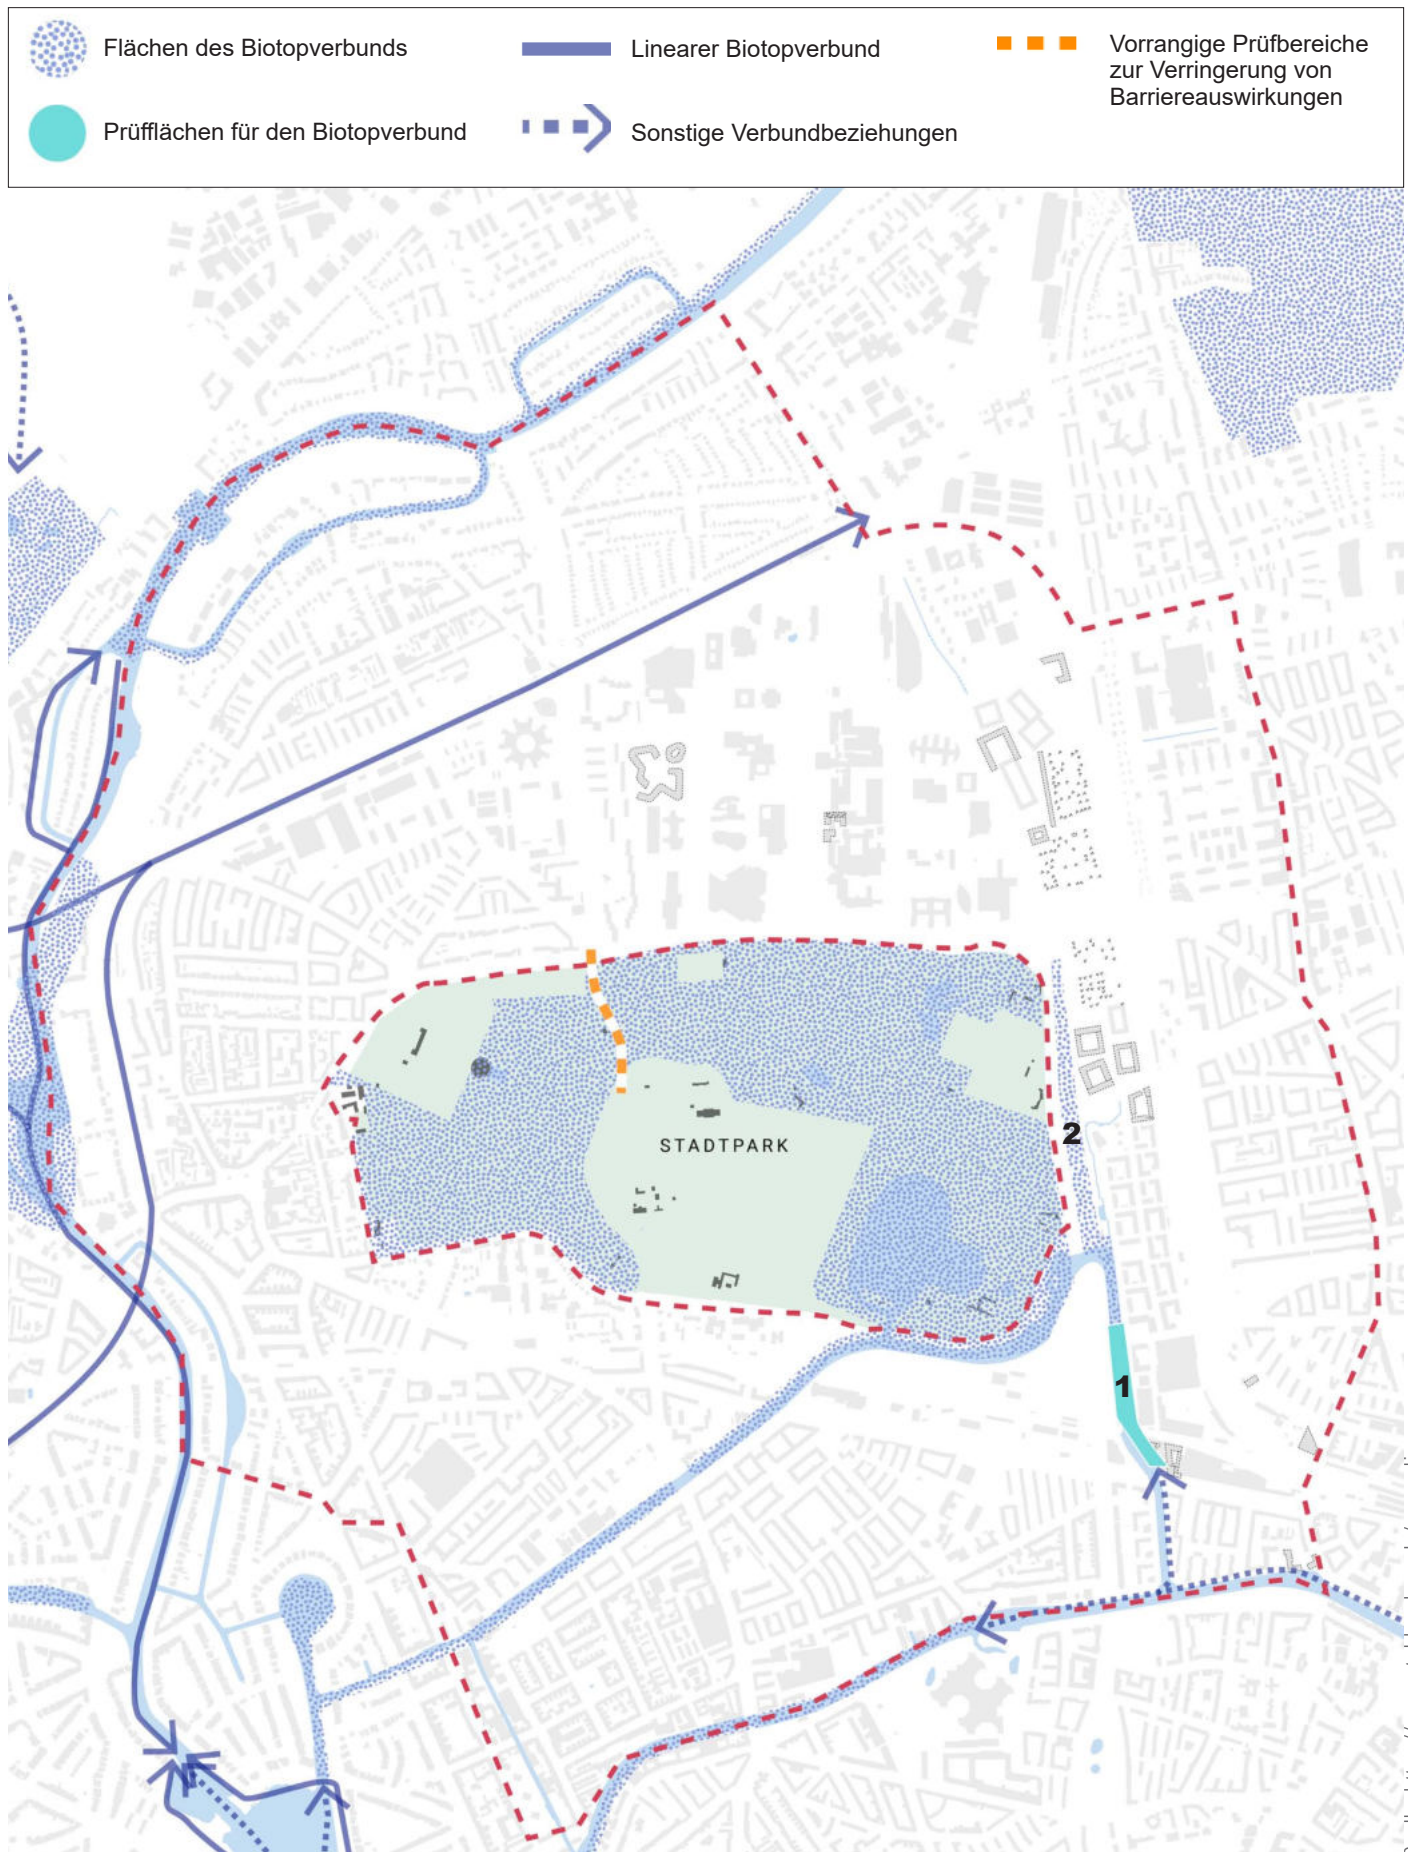 Flächen des Biotopverbunds
Prüfflächen für den Biotopverbund
Linearer Biotopverbund
Sonstige Verbundbeziehungen
Vorrangige Prüfbereiche
zur Verringerung von
Barriereauswirkungen
2
STADTPARK
1